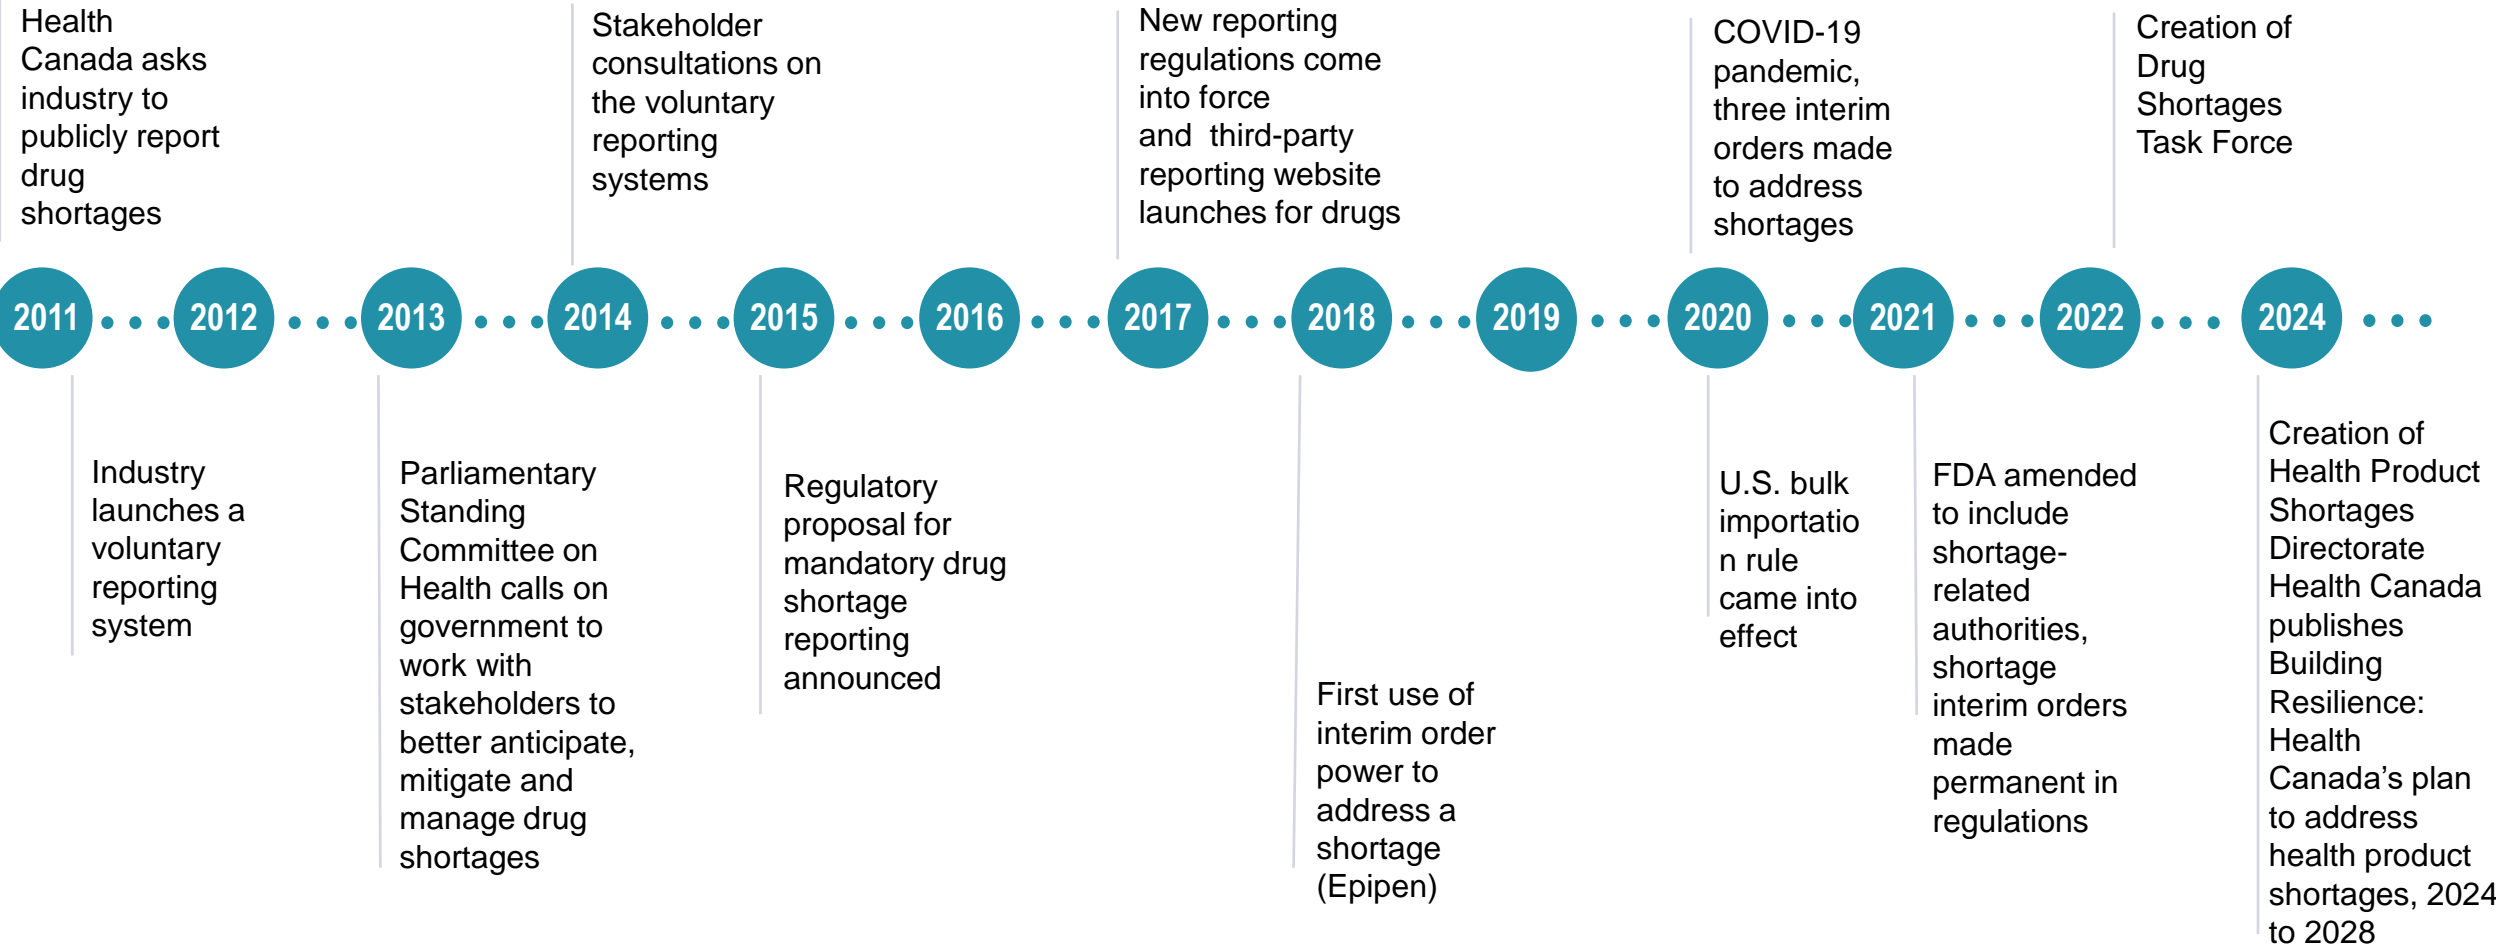 Health
Canada asks
industry to
publicly report
drug
shortages
Stakeholder
consultations on
the voluntary
reporting
systems
New reporting
regulations come
into force
and  third-party
reporting website
launches for drugs
COVID-19
pandemic,
three interim
orders made
to address
shortages
Creation of
Drug
Shortages
Task Force
2011
2012
2013
2014
2015
2016
2017
2018
2019
2020
2021
2022
2024
Industry
launches a
voluntary
reporting
system
Parliamentary
Standing
Committee on
Health calls on
government to
work with
stakeholders to
better anticipate,
mitigate and
manage drug
shortages
Regulatory
proposal for
mandatory drug
shortage
reporting
announced
First use of
interim order
power to
address a
shortage
(Epipen)
U.S. bulk
importatio
n rule
came into
effect
FDA amended
to include
shortage-
related
authorities,
shortage
interim orders
made
permanent in
regulations
Creation of
Health Product
Shortages
Directorate
Health Canada
publishes
Building
Resilience:
Health
Canada’s plan
to address
health product
shortages, 2024
to 2028